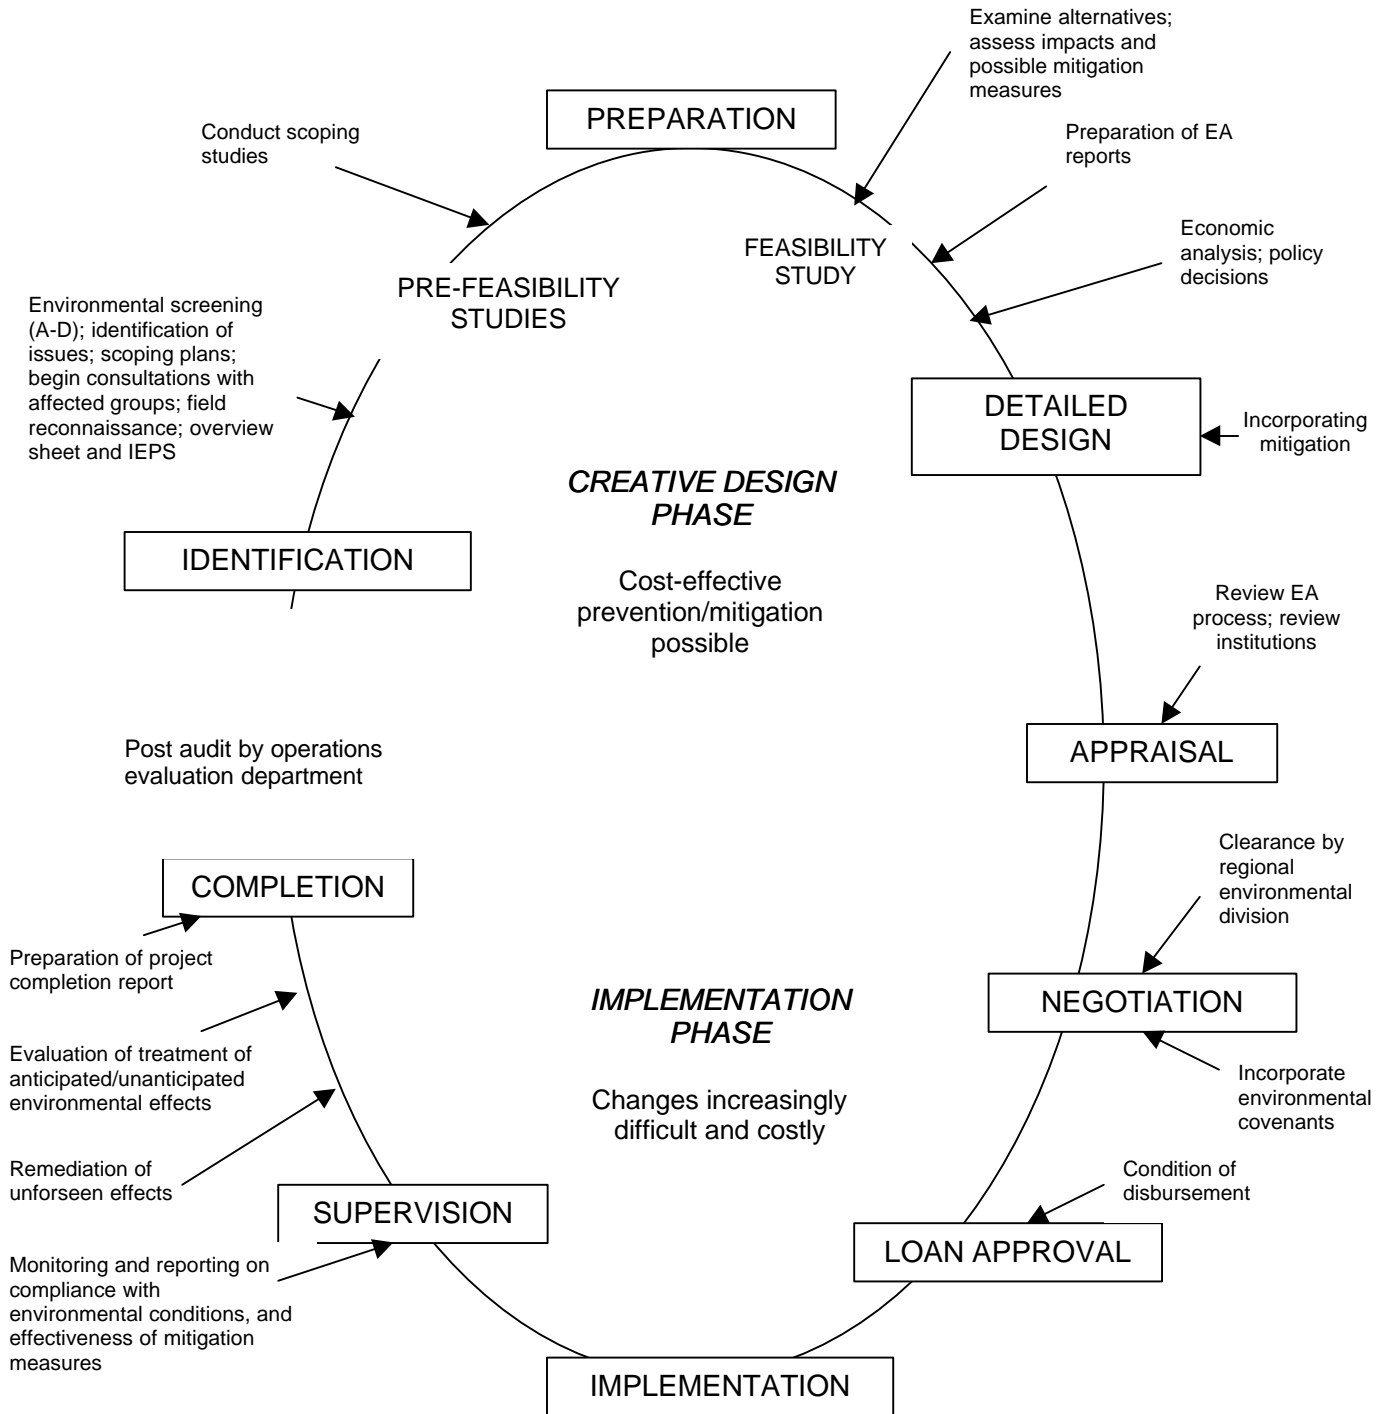 Examine alternatives;
assess impacts and
possible mitigation
measures
PREPARATION
Conduct scoping
studies
Preparation of EA
reports
Economic
analysis; policy
decisions
FEASIBILITY
STUDY
PRE-FEASIBILITY
STUDIES
Environmental screening
(A-D); identification of
issues; scoping plans;
begin consultations with
affected groups; field
reconnaissance; overview
sheet and IEPS
DETAILED
DESIGN
Incorporating
mitigation
CREATIVE DESIGN
PHASE
Cost-effective
prevention/mitigation
possible
IDENTIFICATION
Review EA
process; review
institutions
APPRAISAL
Post audit by operations
evaluation department
Clearance by
regional
environmental
division
COMPLETION
Preparation of project
completion report
NEGOTIATION
IMPLEMENTATION
PHASE
Changes increasingly
difficult and costly
Evaluation of treatment of
anticipated/unanticipated
environmental effects
Incorporate
environmental
covenants
Remediation of
unforseen effects
Condition of
disbursement
SUPERVISION
LOAN APPROVAL
Monitoring and reporting on
compliance with
environmental conditions, and
effectiveness of mitigation
measures
IMPLEMENTATION